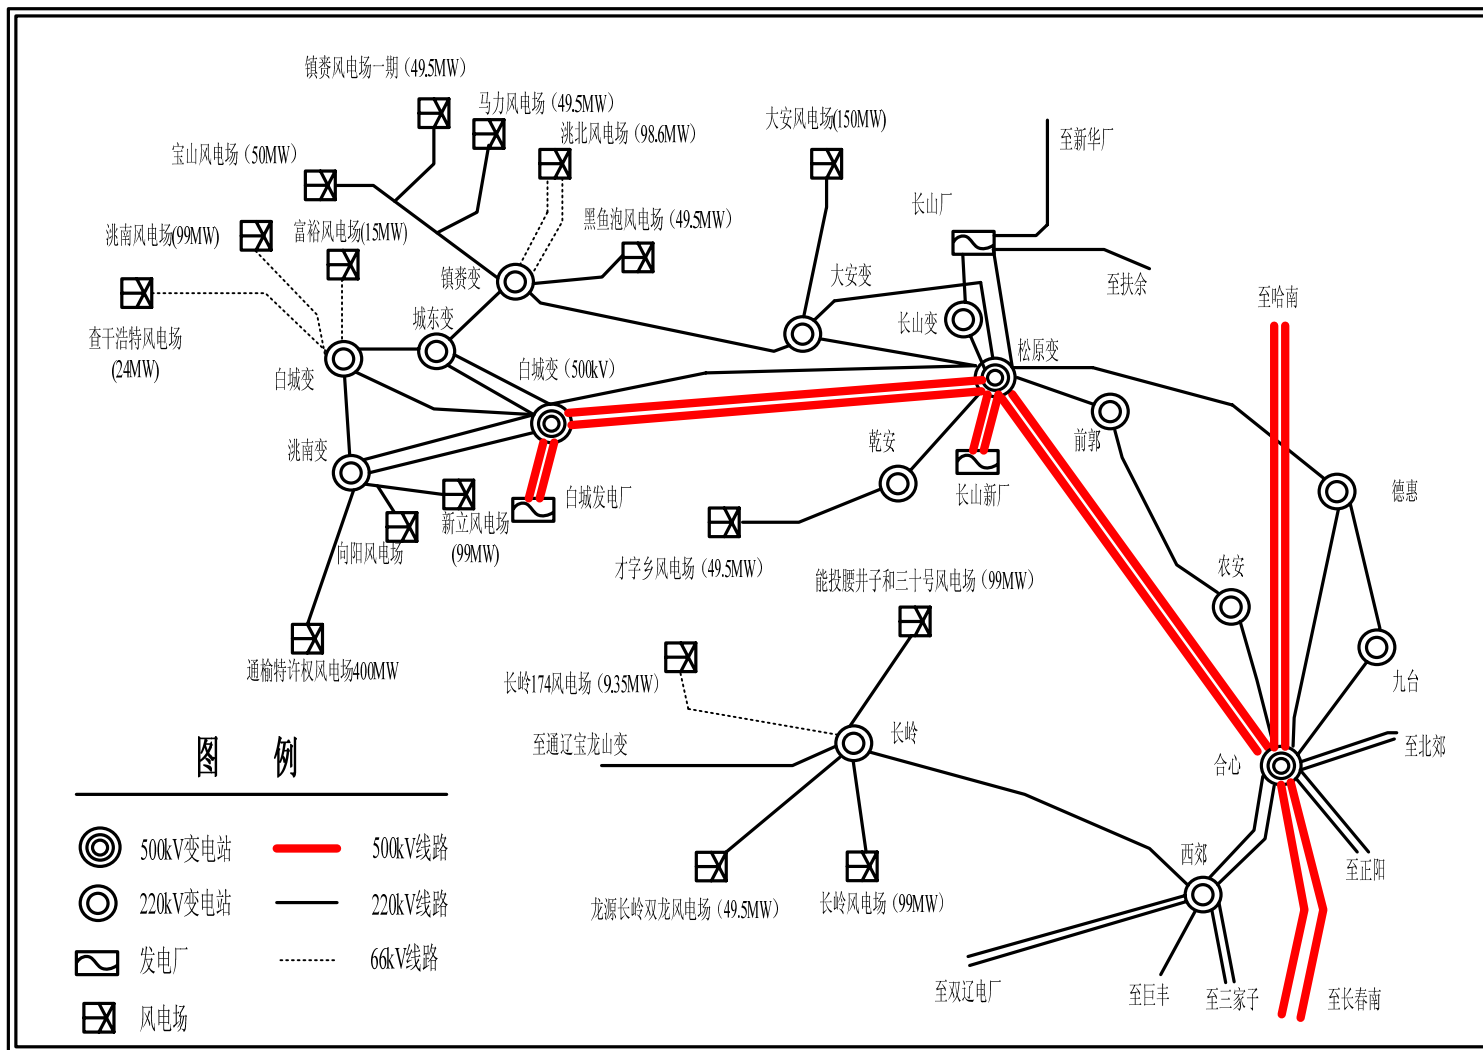 镇赉风电场一期（49.5MW）
马力风电场（49.5MW）
洮北风电场（98.6MW）
大安风电场(150MW)
至新华厂
宝山风电场（50MW）
长山厂
黑鱼泡风电场（49.5MW）
洮南风电场(99MW)
富裕风电场(15MW)
镇赉变
大安变
至扶余
至哈南
城东变
长山变
查干浩特风电场
(24MW)
松原变
白城变
白城变（500kV）
前郭
乾安
洮南变
德惠
白城发电厂
长山新厂
新立风电场
(99MW)
向阳风电场
才字乡风电场（49.5MW）
农安
能投腰井子和三十号风电场（99MW）
通榆特许权风电场400MW
长岭174风电场（9.35MW）
九台
长岭
至通辽宝龙山变
至北郊
合心
图 例
500kV变电站
500kV线路
西郊
至正阳
220kV变电站
220kV线路
龙源长岭双龙风电场（49.5MW）
长岭风电场（99MW）
发电厂
66kV线路
至双辽电厂
至巨丰
至三家子
至长春南
风电场